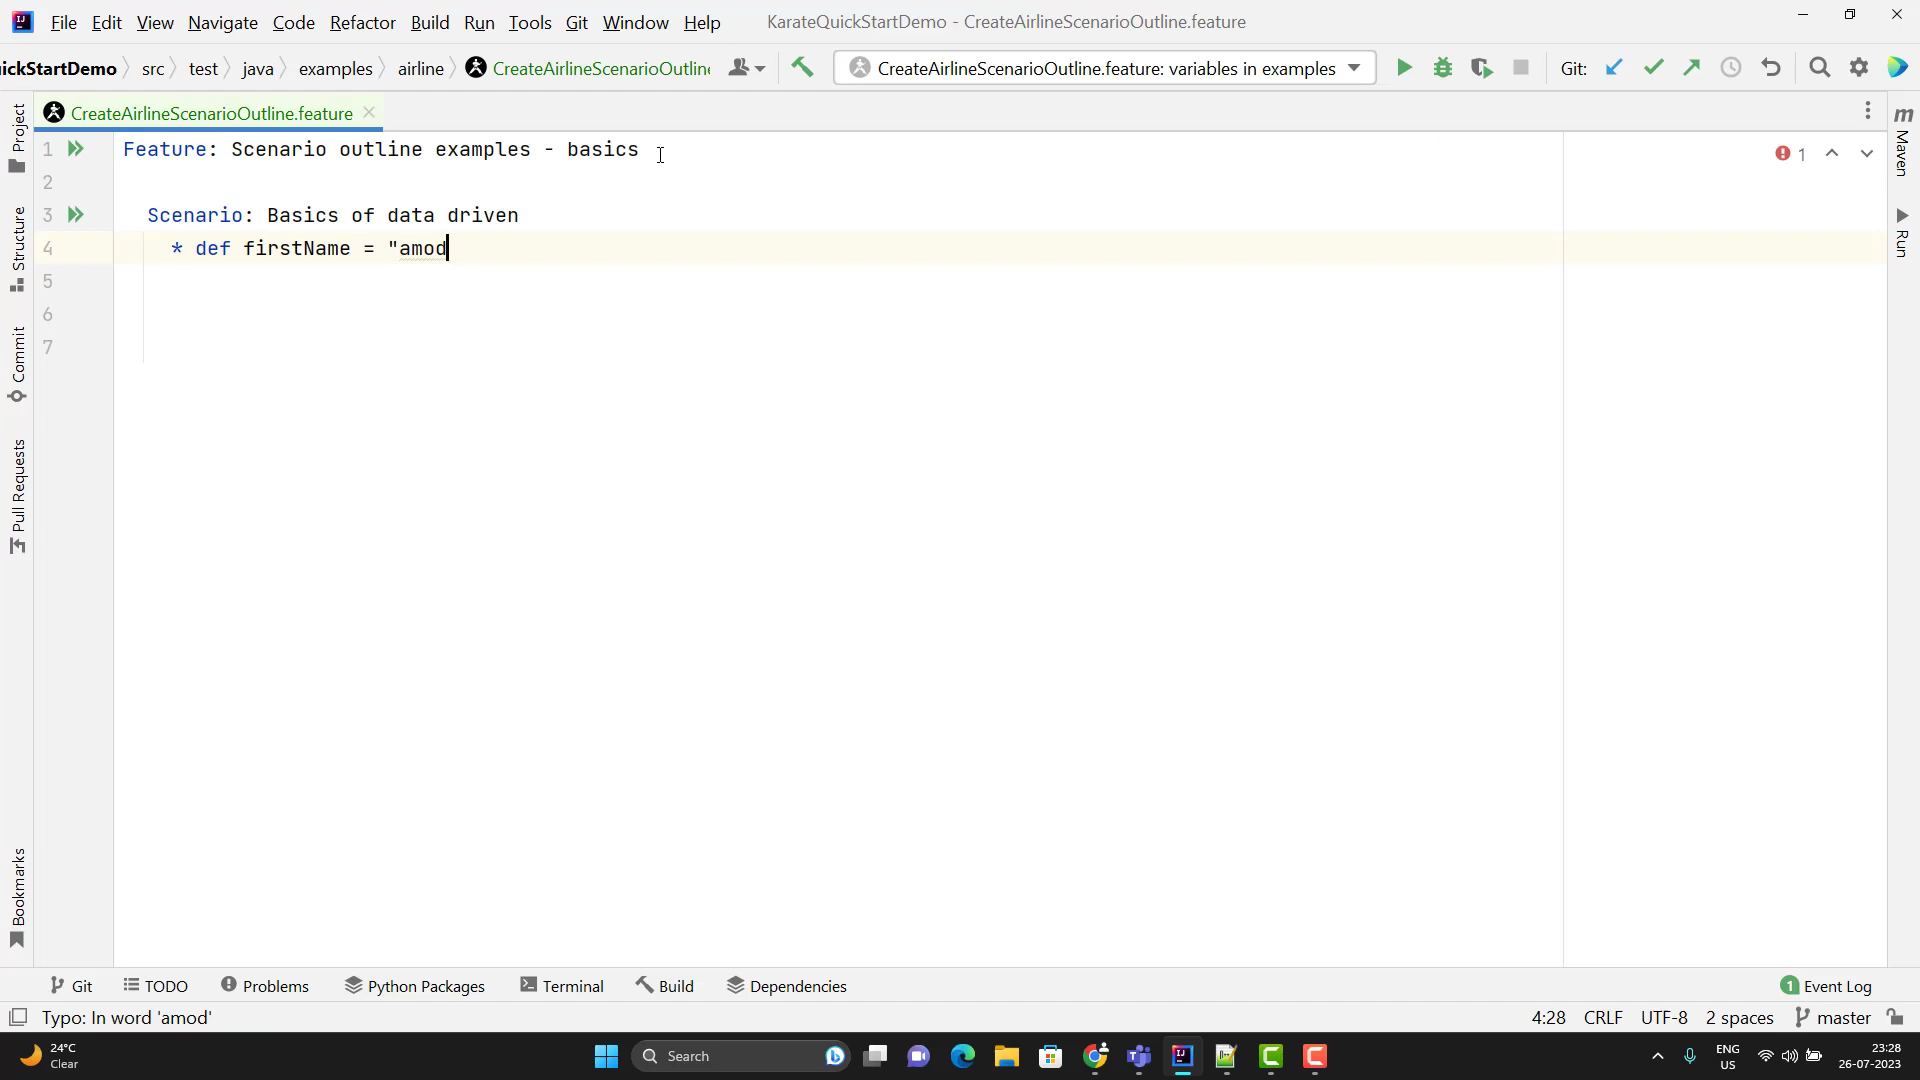 File Edit View Navigate Code Refactor Build Run Tools Git Window Help KarateQuickStartDemo - CreateAirlineScenarioOutline.feature
ickStartDemo src test java examples airline CreateAirlineScenarioOutline CreateAirlineScenarioOutline.feature: variables in examples Git:
CreateAirlineScenarioOutline.feature
1 Feature: Scenario outline examples - basics
1
2
3 Scenario: Basics of data driven
4 * def firstName = "amod
5
6
7
Project
Structure
Commit
Pull Requests
Bookmarks
m
Maven
Run
Git TODO Problems Python Packages Terminal Build Dependencies 1 Event Log
Typo: In word 'amod' 4:28 CRLF UTF-8 2 spaces master
24°C
Clear
Search
ENG
US
23:28
26-07-2023